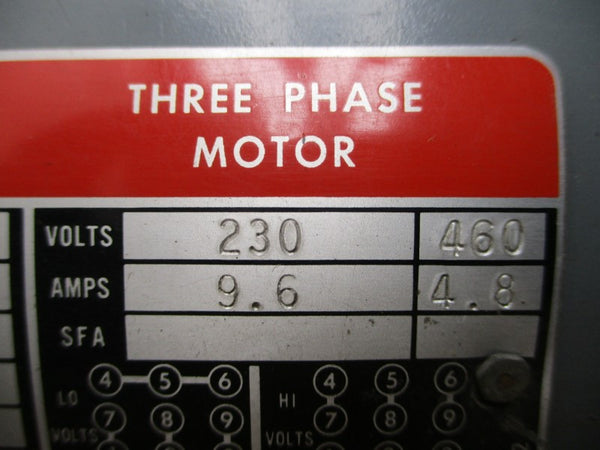 THREE PHASE
MOTOR
VOLTS 230 460
AMPS 9.6 4.8
SFA
LO 4 5 6 HI 4 5 6
7 8 9 7 8 9
VOLTS VOLTS